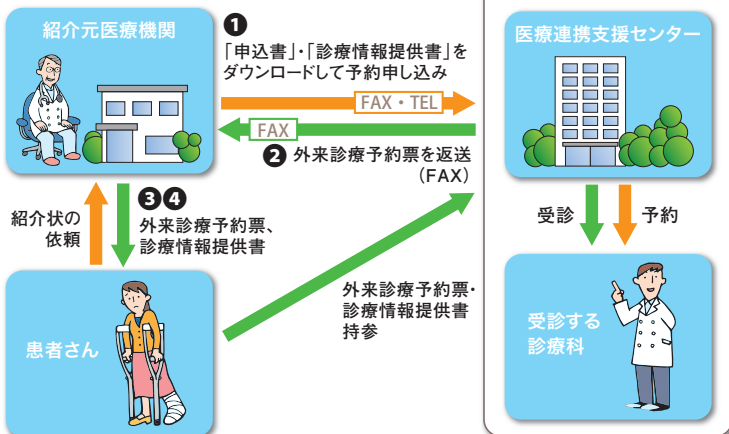 紹介元医療機関
❶
「申込書」・「診療情報提供書」を
ダウンロードして予約申し込み
FAX・TEL
FAX
❷ 外来診療予約票を返送
(FAX)
医療連携支援センター
紹介状の
依頼
❸❹
外来診療予約票、
診療情報提供書
受診
予約
外来診療予約票・
診療情報提供書
持参
患者さん
受診する
診療科